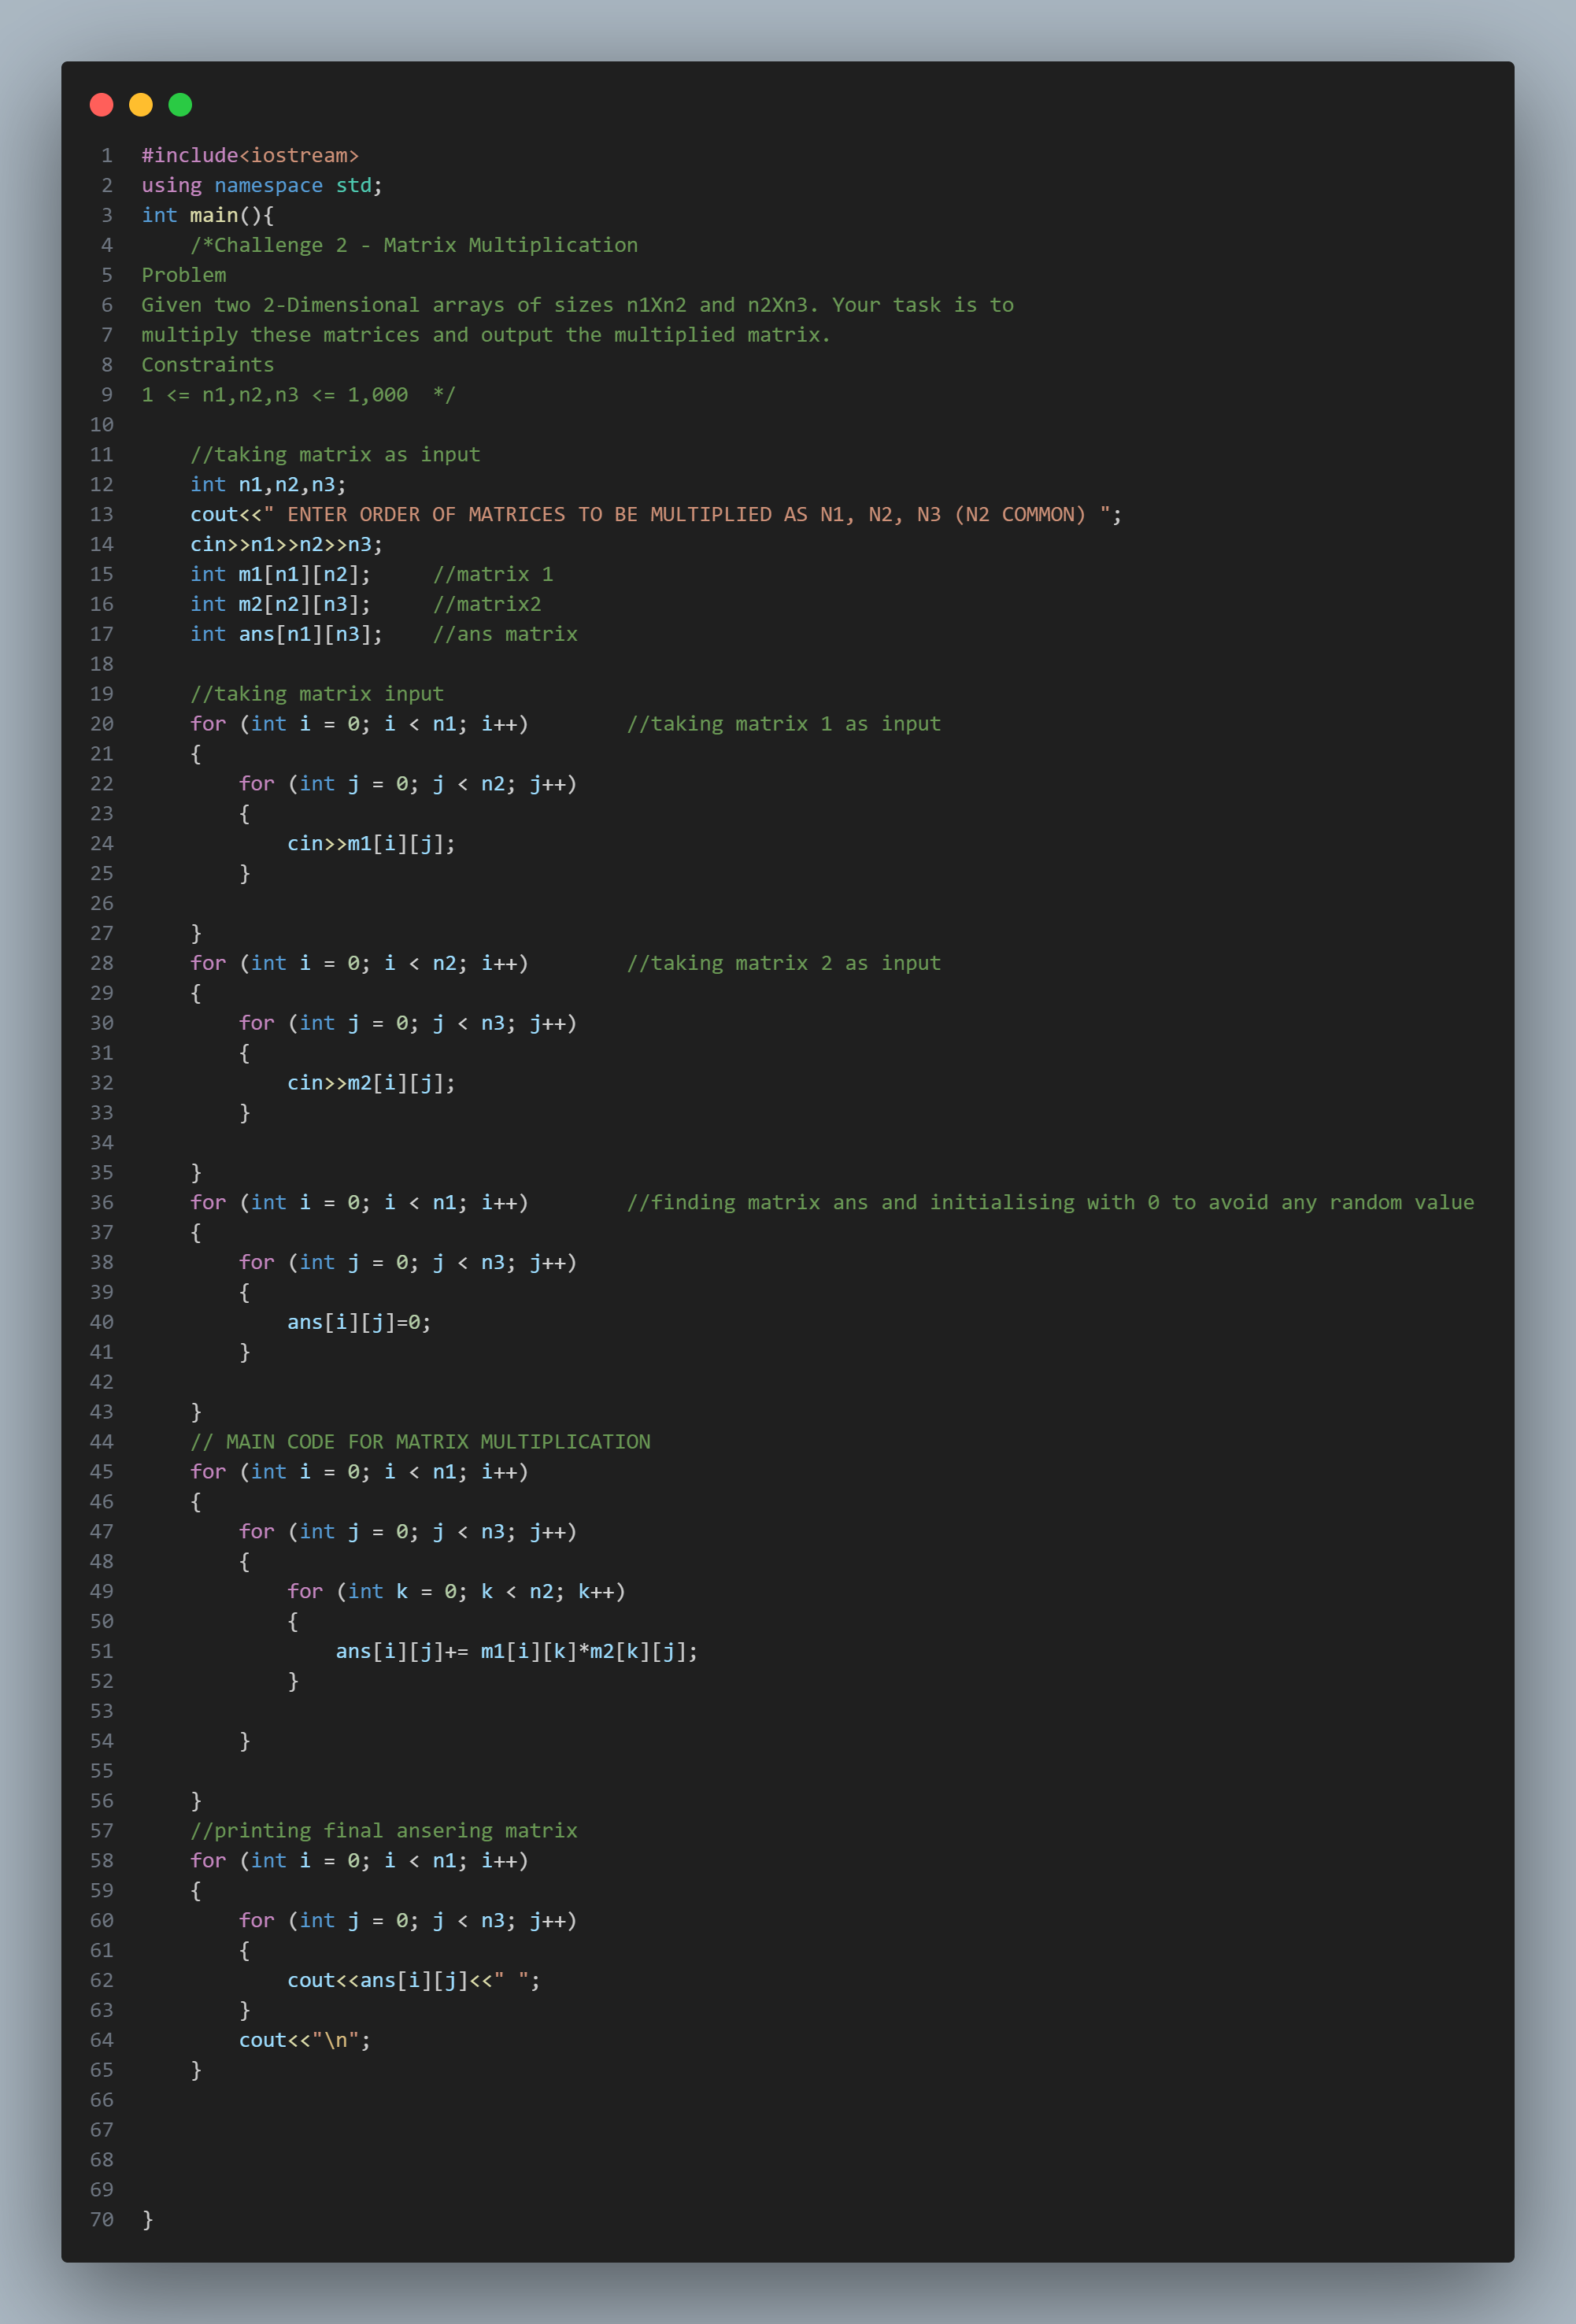 1 #include<iostream>
2 using namespace std;
3 int main(){
4     /*Challenge 2 - Matrix Multiplication
5 Problem
6 Given two 2-Dimensional arrays of sizes n1Xn2 and n2Xn3. Your task is to
7 multiply these matrices and output the multiplied matrix.
8 Constraints
9 1 <= n1,n2,n3 <= 1,000  */
10
11     //taking matrix as input
12     int n1,n2,n3;
13     cout<<" ENTER ORDER OF MATRICES TO BE MULTIPLIED AS N1, N2, N3 (N2 COMMON) ";
14     cin>>n1>>n2>>n3;
15     int m1[n1][n2];     //matrix 1
16     int m2[n2][n3];     //matrix2
17     int ans[n1][n3];    //ans matrix
18
19     //taking matrix input
20     for (int i = 0; i < n1; i++)        //taking matrix 1 as input
21     {
22         for (int j = 0; j < n2; j++)
23         {
24             cin>>m1[i][j];
25         }
26
27     }
28     for (int i = 0; i < n2; i++)        //taking matrix 2 as input
29     {
30         for (int j = 0; j < n3; j++)
31         {
32             cin>>m2[i][j];
33         }
34
35     }
36     for (int i = 0; i < n1; i++)        //finding matrix ans and initialising with 0 to avoid any random value
37     {
38         for (int j = 0; j < n3; j++)
39         {
40             ans[i][j]=0;
41         }
42
43     }
44     // MAIN CODE FOR MATRIX MULTIPLICATION
45     for (int i = 0; i < n1; i++)
46     {
47         for (int j = 0; j < n3; j++)
48         {
49             for (int k = 0; k < n2; k++)
50             {
51                 ans[i][j]+= m1[i][k]*m2[k][j];
52             }
53
54         }
55
56     }
57     //printing final ansering matrix
58     for (int i = 0; i < n1; i++)
59     {
60         for (int j = 0; j < n3; j++)
61         {
62             cout<<ans[i][j]<<" ";
63         }
64         cout<<"\n";
65     }
66
67
68
69
70 }